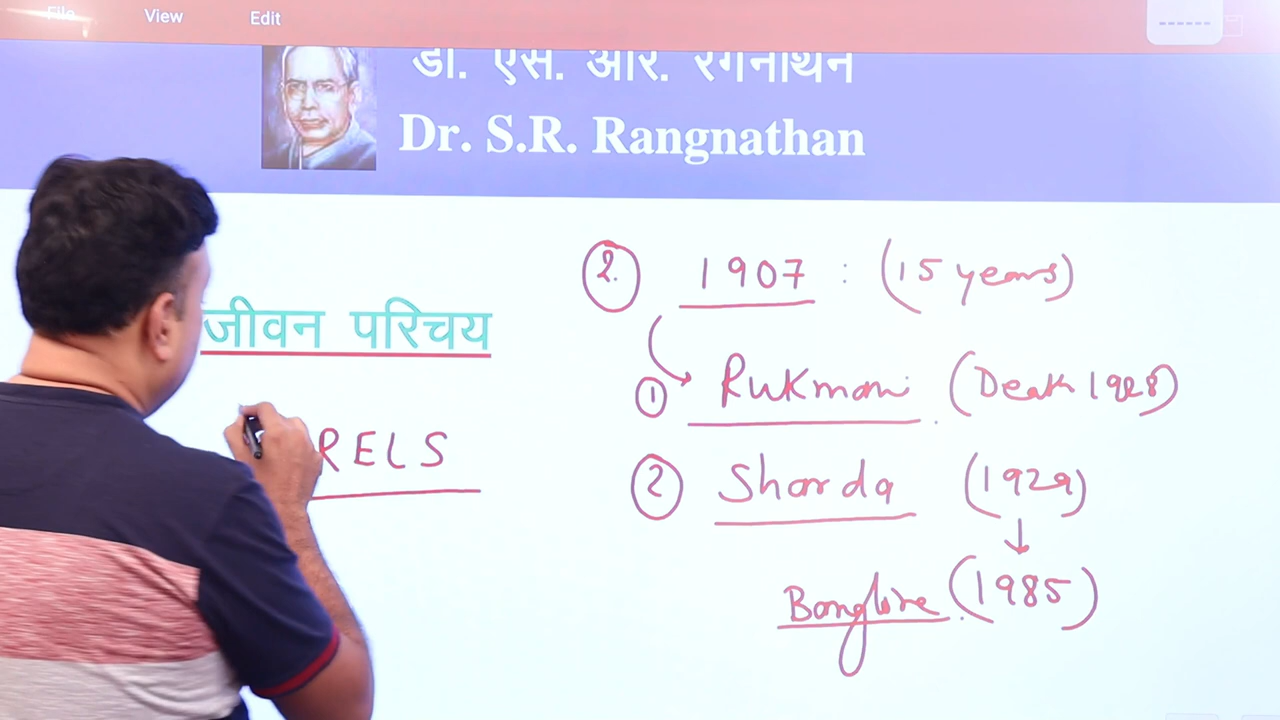 File View Edit
डॉ. एस. आर. रंगनाथन
Dr. S.R. Rangnathan
जीवन परिचय
RELS
2. 1907 : (15 years)
1 Rukmani (Death 1928)
2 Sharda (1929)
Banglore (1985)